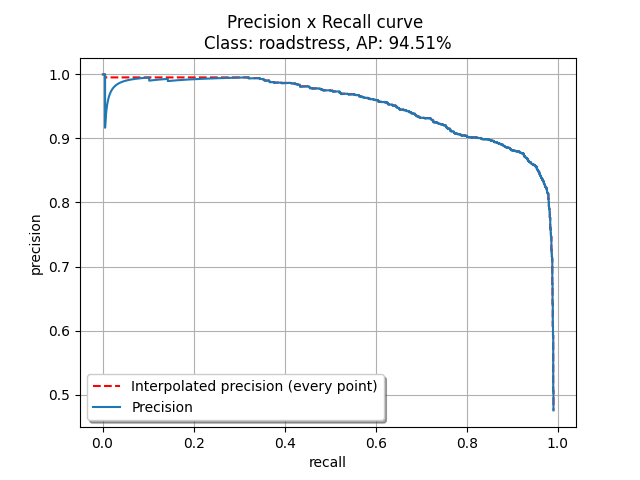 Precision x Recall curve
Class: roadstress, AP: 94.51%
1.0
0.9
0.8
0.7
0.6
0.5
precision
Interpolated precision (every point)
Precision
0.0 0.2 0.4 0.6 0.8 1.0
recall